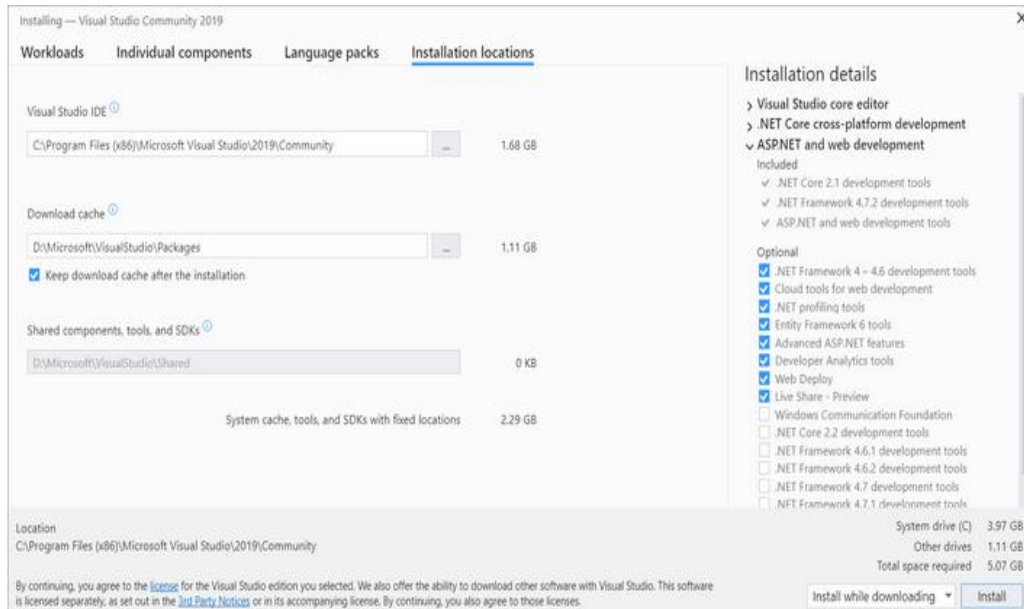 Installing — Visual Studio Community 2019
Workloads Individual components Language packs Installation locations
Visual Studio IDE
C:\Program Files (x86)\Microsoft Visual Studio\2019\Community ... 1.68 GB
Download cache
D:\Microsoft\VisualStudio\Packages ... 1.11 GB
Keep download cache after the installation
Shared components, tools, and SDKs
D:\Microsoft\VisualStudio\Shared 0 KB
System cache, tools, and SDKs with fixed locations 2.29 GB
Installation details
Visual Studio core editor
.NET Core cross-platform development
ASP.NET and web development
Included
.NET Core 2.1 development tools
.NET Framework 4.7.2 development tools
ASP.NET and web development tools
Optional
.NET Framework 4 – 4.6 development tools
Cloud tools for web development
.NET profiling tools
Entity Framework 6 tools
Advanced ASP.NET features
Developer Analytics tools
Web Deploy
Live Share - Preview
Windows Communication Foundation
.NET Core 2.2 development tools
.NET Framework 4.6.1 development tools
.NET Framework 4.6.2 development tools
.NET Framework 4.7 development tools
.NET Framework 4.7.1 development tools
Location
C:\Program Files (x86)\Microsoft Visual Studio\2019\Community
System drive (C) 3.97 GB
Other drives 1.11 GB
Total space required 5.07 GB
By continuing, you agree to the license for the Visual Studio edition you selected. We also offer the ability to download other software with Visual Studio. This software
is licensed separately, as set out in the 3rd Party Notices or in its accompanying license. By continuing, you also agree to those licenses.
Install while downloading Install